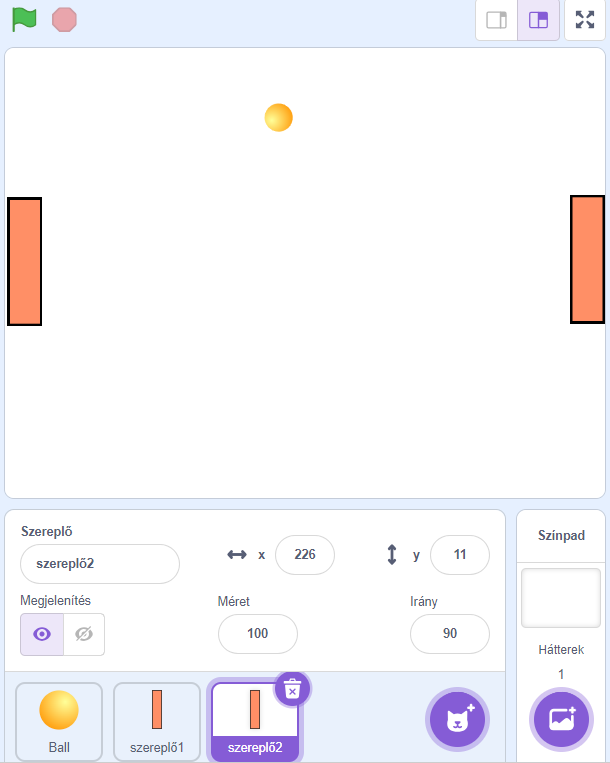 Szereplő
szereplő2
x 226
y 11
Megjelenítés
Méret
100
Irány
90
Ball
szereplő1
szereplő2
Színpad
Hátterek
1